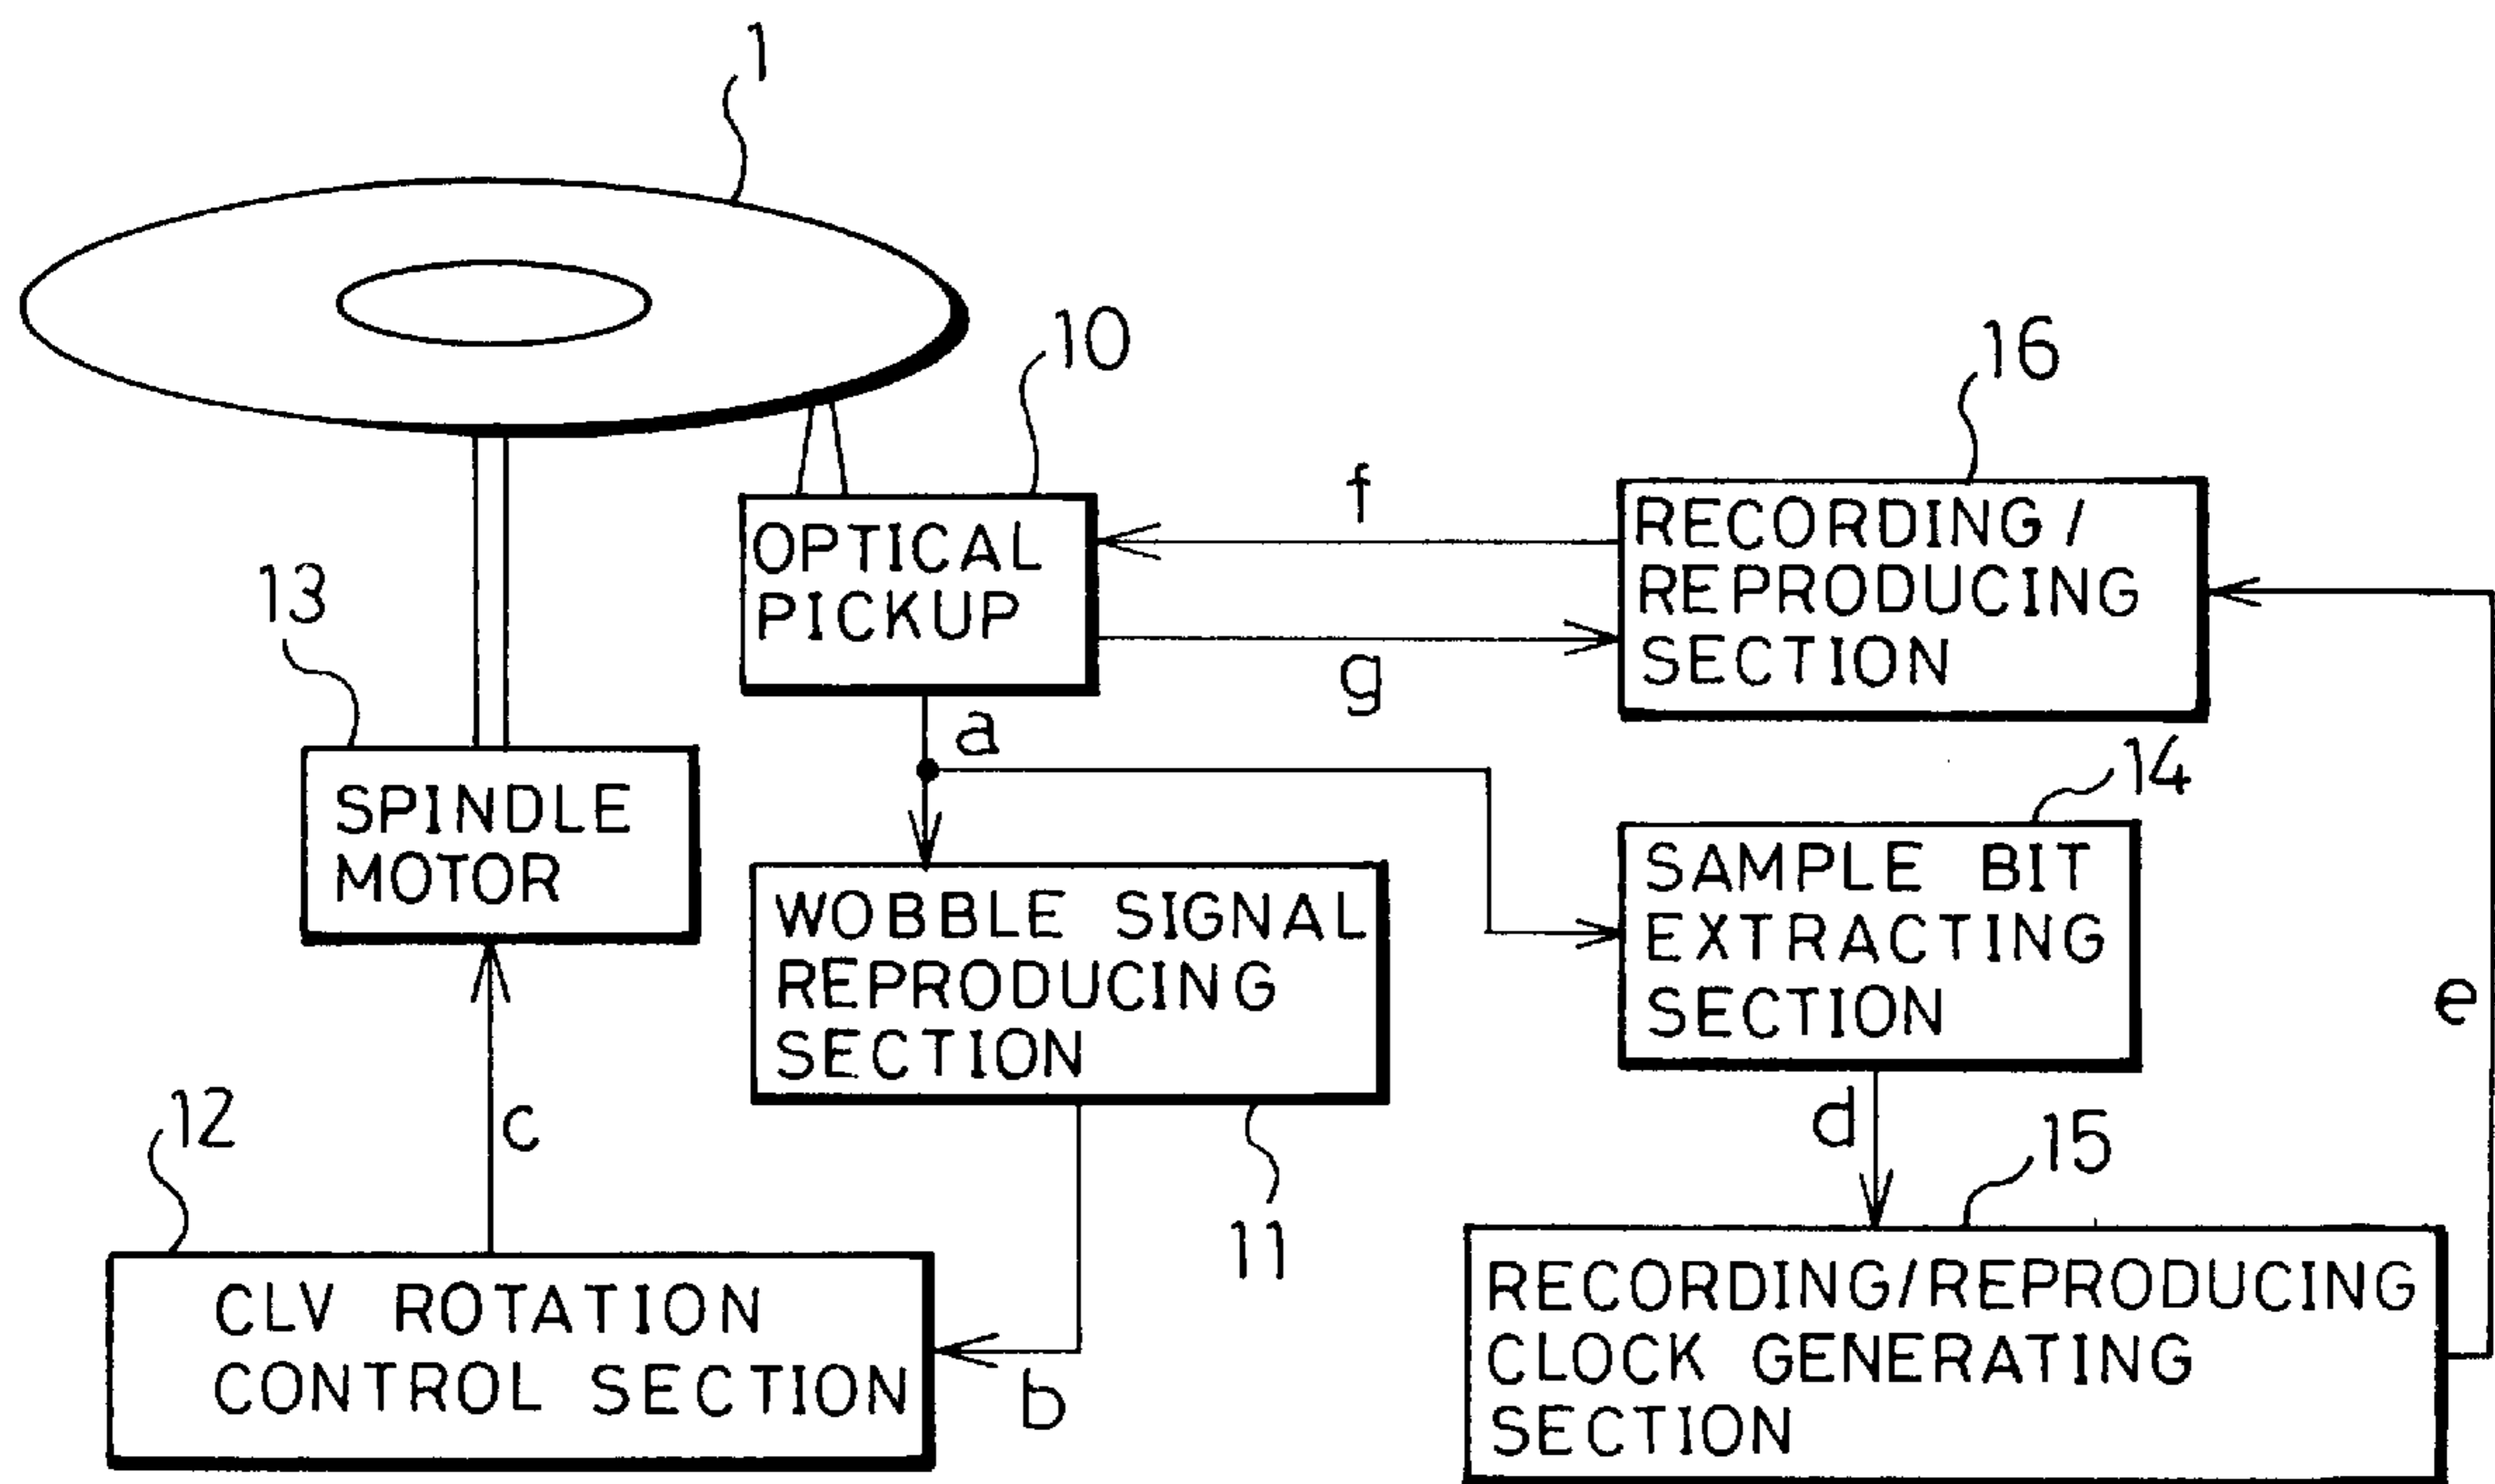 1
10
16
f
OPTICAL
PICKUP
RECORDING/
REPRODUCING
SECTION
13
g
a
14
SPINDLE
MOTOR
SAMPLE BIT
EXTRACTING
SECTION
WOBBLE SIGNAL
REPRODUCING
SECTION
e
12
c
d
15
11
CLV ROTATION
CONTROL SECTION
b
RECORDING/REPRODUCING
CLOCK GENERATING
SECTION